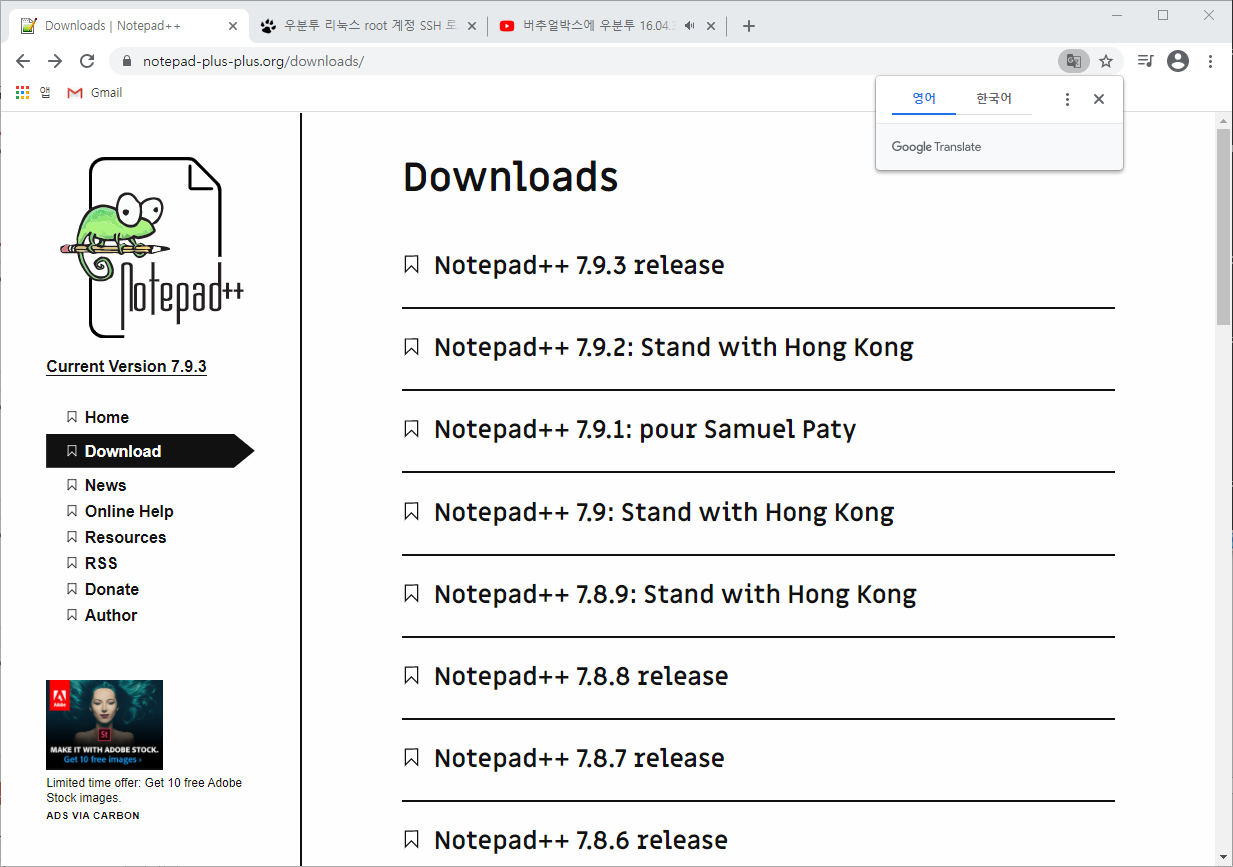 Downloads | Notepad++
우분투 리눅스 root 계정 SSH 로
버추얼박스에 우분투 16.04.
notepad-plus-plus.org/downloads/
앱
Gmail
영어
한국어
Google Translate
Notepad++
Current Version 7.9.3
Home
Download
News
Online Help
Resources
RSS
Donate
Author
Adobe
St
MAKE IT WITH ADOBE STOCK.
Get 10 free images ›
Limited time offer: Get 10 free Adobe
Stock images.
ADS VIA CARBON
Downloads
Notepad++ 7.9.3 release
Notepad++ 7.9.2: Stand with Hong Kong
Notepad++ 7.9.1: pour Samuel Paty
Notepad++ 7.9: Stand with Hong Kong
Notepad++ 7.8.9: Stand with Hong Kong
Notepad++ 7.8.8 release
Notepad++ 7.8.7 release
Notepad++ 7.8.6 release